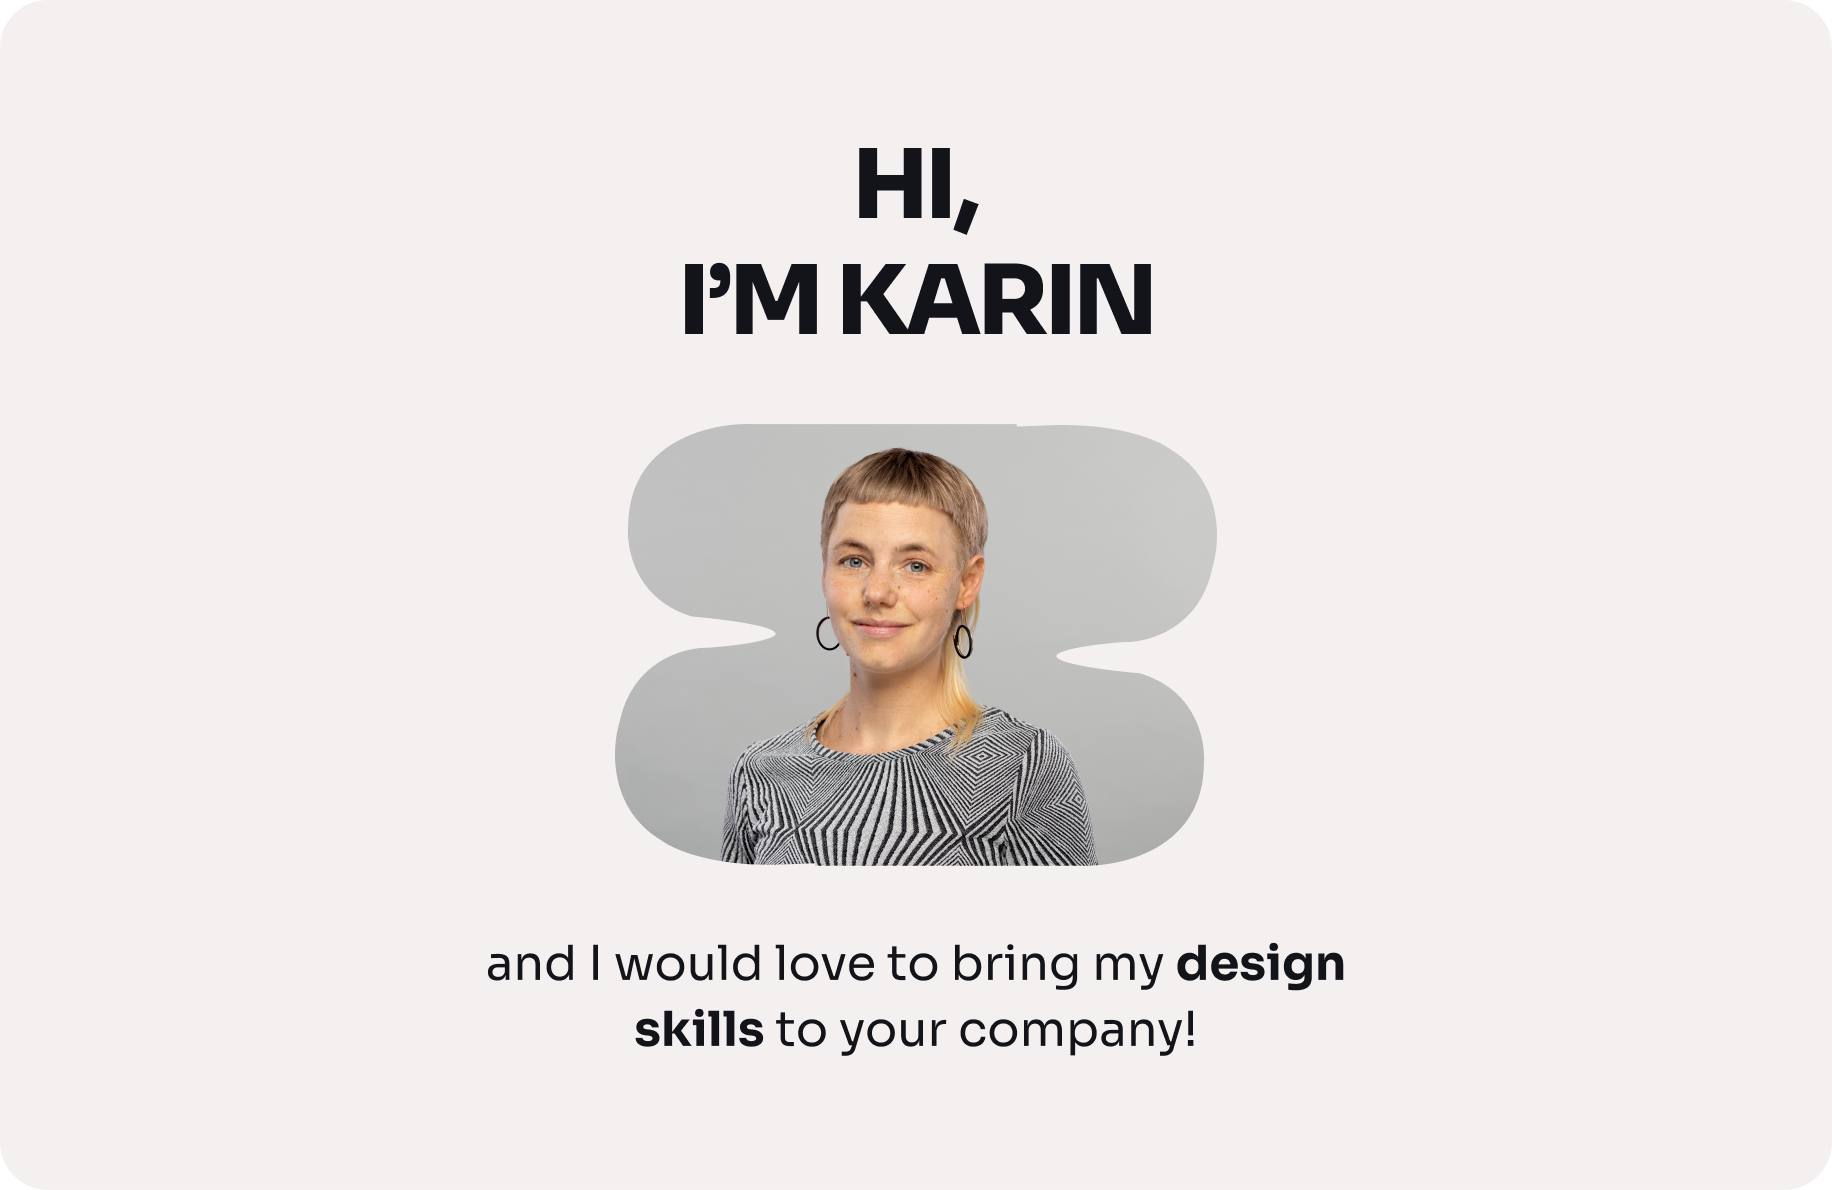 HI,
I’M KARIN
and I would love to bring my design
skills to your company!